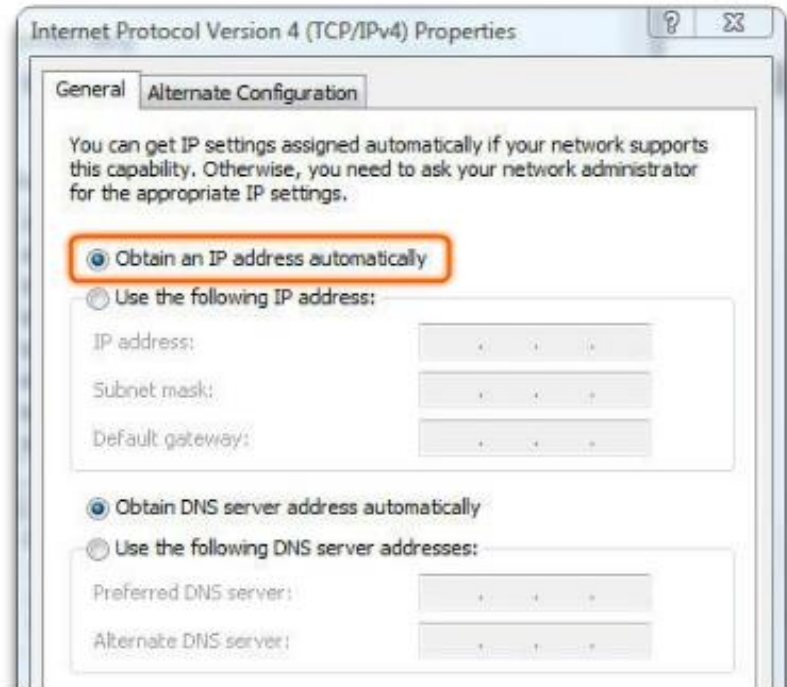 Internet Protocol Version 4 (TCP/IPv4) Properties
General
Alternate Configuration
You can get IP settings assigned automatically if your network supports
this capability. Otherwise, you need to ask your network administrator
for the appropriate IP settings.
Obtain an IP address automatically
Use the following IP address:
IP address:
Subnet mask:
Default gateway:
Obtain DNS server address automatically
Use the following DNS server addresses:
Preferred DNS server:
Alternate DNS server: